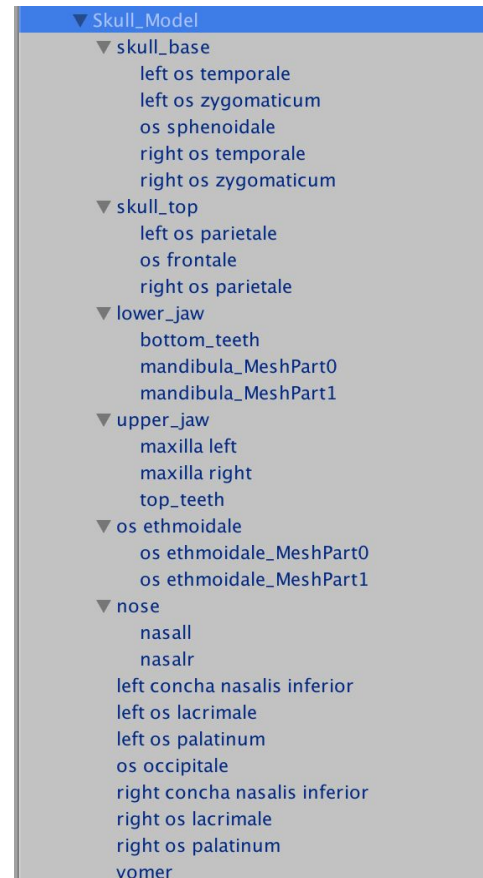 Skull_Model
skull_base
left os temporale
left os zygomaticum
os sphenoidale
right os temporale
right os zygomaticum
skull_top
left os parietale
os frontale
right os parietale
lower_jaw
bottom_teeth
mandibula_MeshPart0
mandibula_MeshPart1
upper_jaw
maxilla left
maxilla right
top_teeth
os ethmoidale
os ethmoidale_MeshPart0
os ethmoidale_MeshPart1
nose
nasall
nasalr
left concha nasalis inferior
left os lacrimale
left os palatinum
os occipitale
right concha nasalis inferior
right os lacrimale
right os palatinum
vomer